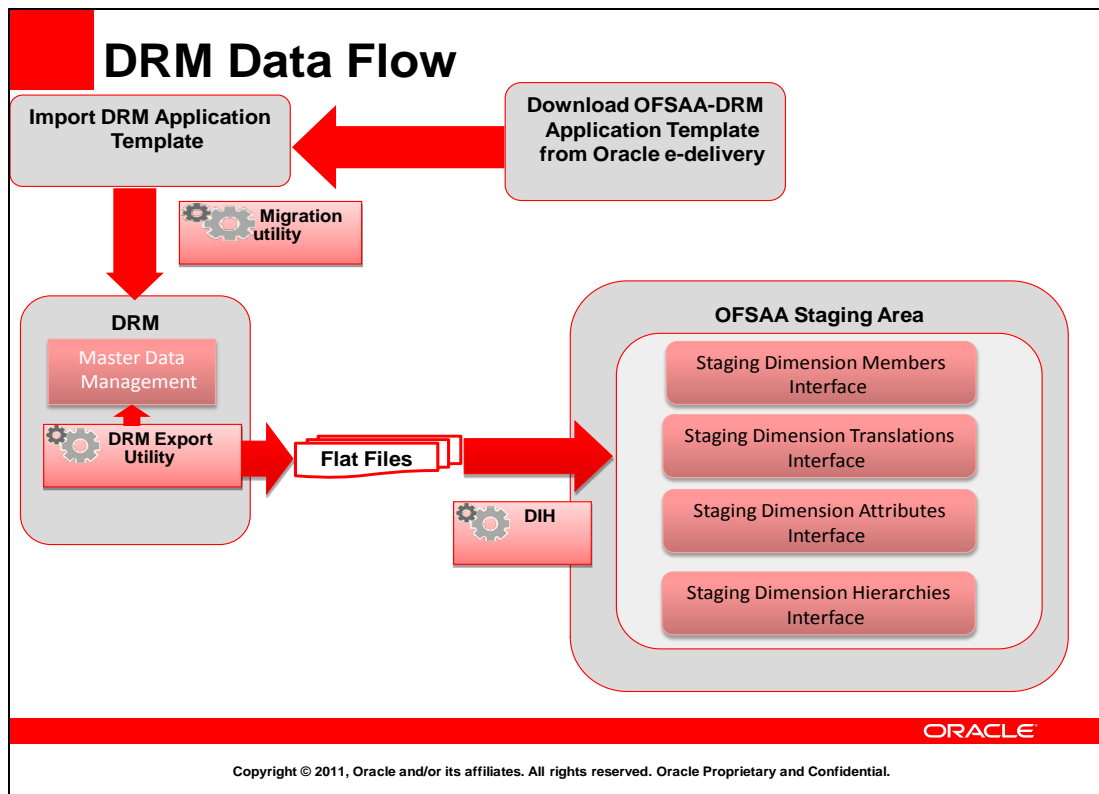 DRM Data Flow
Import DRM Application
Template
Download OFSAA-DRM
Application Template
from Oracle e-delivery
Migration
utility
DRM
Master Data
Management
DRM Export
Utility
Flat Files
DIH
OFSAA Staging Area
Staging Dimension Members
Interface
Staging Dimension Translations
Interface
Staging Dimension Attributes
Interface
Staging Dimension Hierarchies
Interface
ORACLE
Copyright © 2011, Oracle and/or its affiliates. All rights reserved. Oracle Proprietary and Confidential.